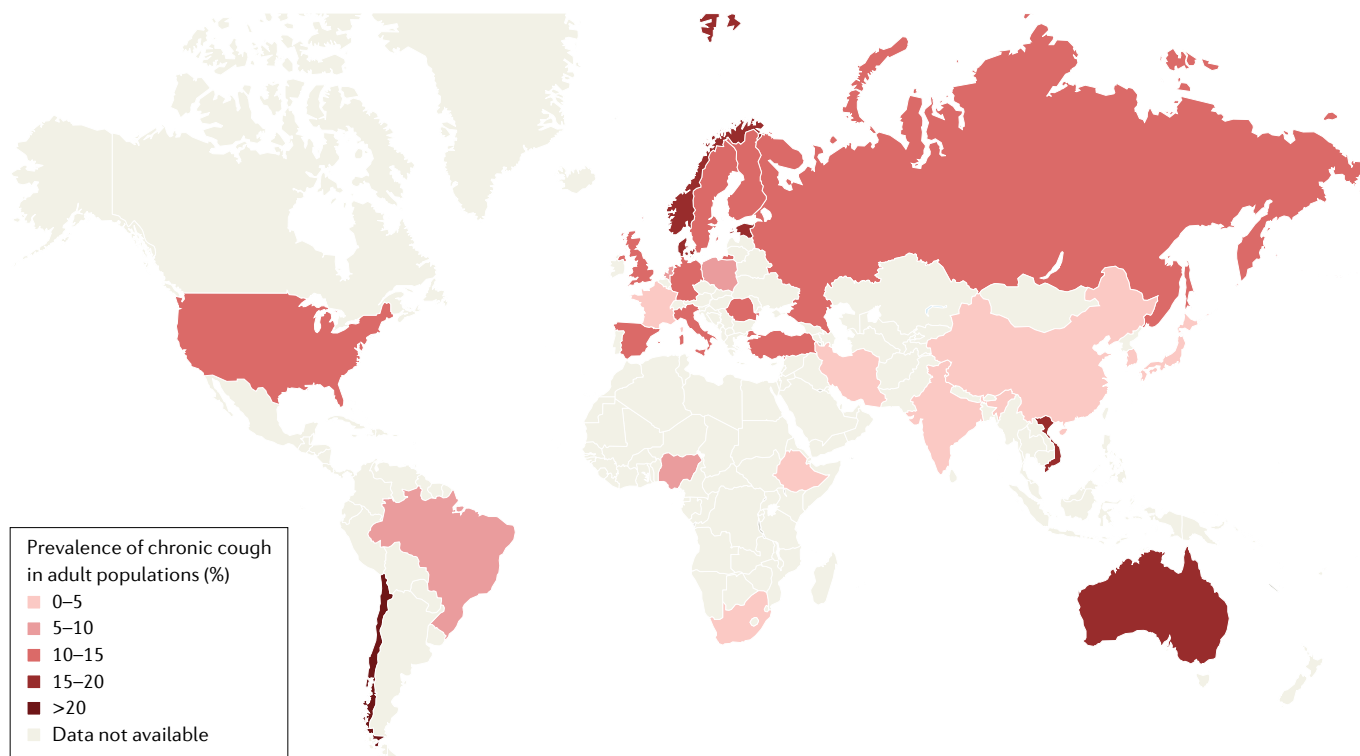 Prevalence of chronic cough
in adult populations (%)
0–5
5–10
10–15
15–20
>20
Data not available